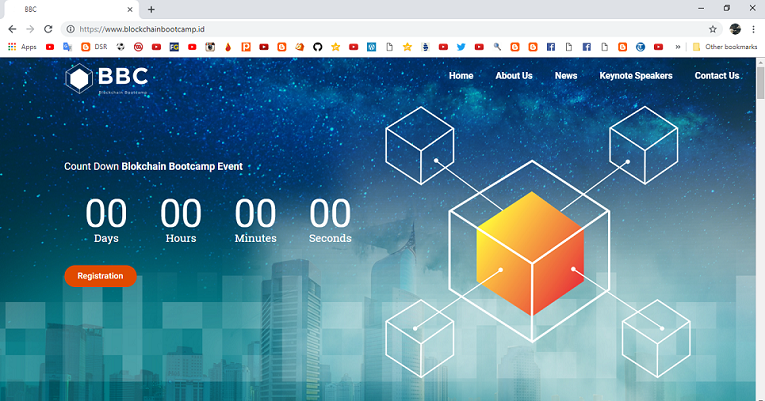 BBC
https://www.blockchainbootcamp.id
Apps
DSR
Other bookmarks
BBC
Blockchain Bootcamp
Home About Us News Keynote Speakers Contact Us
Count Down Blokchain Bootcamp Event
00 00 00 00
Days Hours Minutes Seconds
Registration